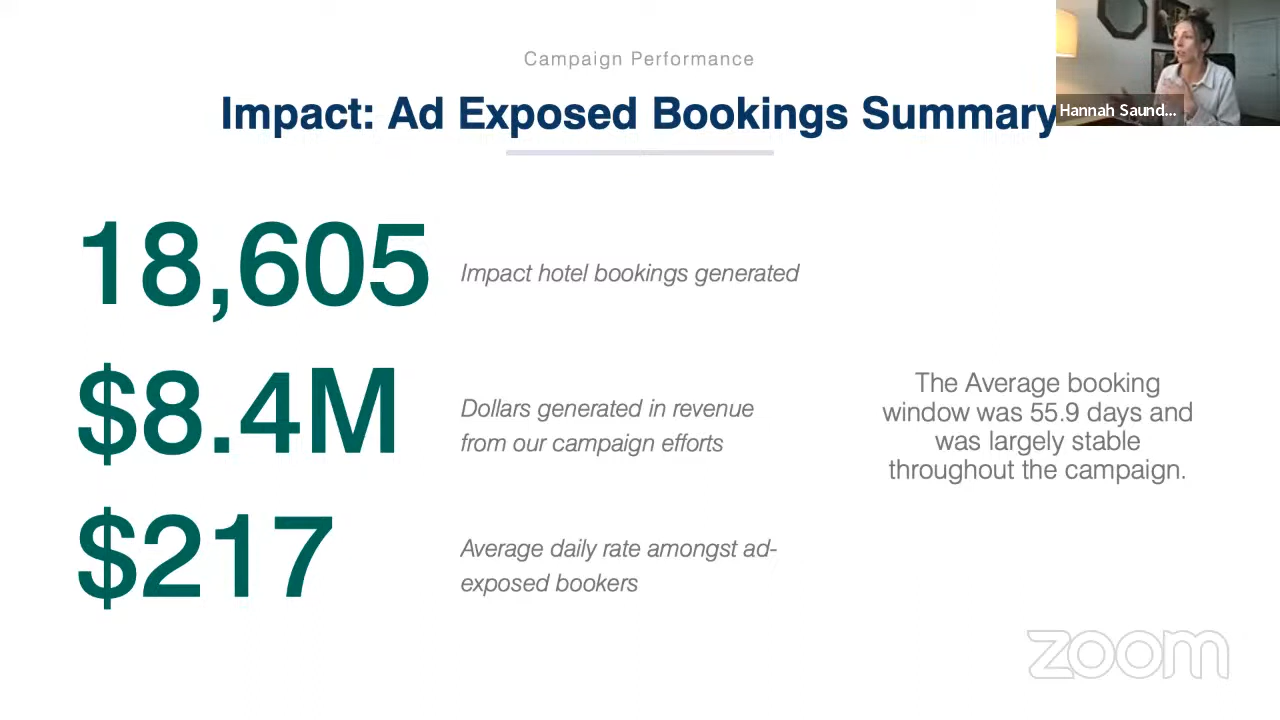 Campaign Performance
Impact: Ad Exposed Bookings Summary
Hannah Saund...
18,605
Impact hotel bookings generated
$8.4M
Dollars generated in revenue
from our campaign efforts
The Average booking
window was 55.9 days and
was largely stable
throughout the campaign.
$217
Average daily rate amongst ad-
exposed bookers
zoom